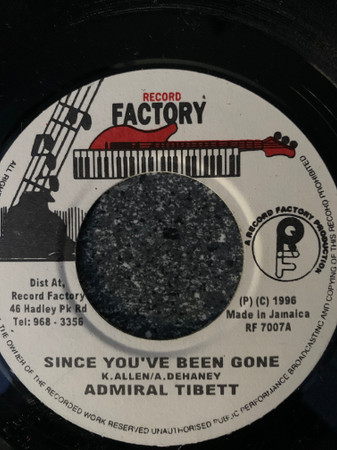 RECORD
FACTORY
ALL RIGHTS
A RECORD FACTORY PRODUCTION
Dist At,
Record Factory
46 Hadley Pk Rd
Tel: 968 - 3356
(P) (C) 1996
Made in Jamaica
RF 7007A
SINCE YOU'VE BEEN GONE
K.ALLEN/A.DEHANEY
ADMIRAL TIBETT
OF THE RECORDED WORK RESERVED UNAUTHORISED PUBLIC PERFORMANCE BROADCASTING AND COPYING OF THIS RECORD PROHIBITED